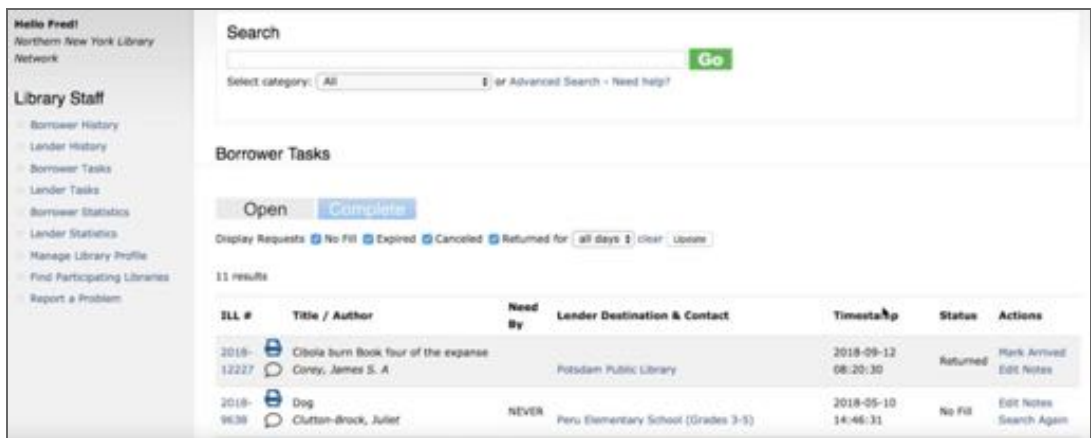 Hello Fred!
Northern New York Library
Network
Library Staff
Borrower History
Lender History
Borrower Tasks
Lender Tasks
Borrower Statistics
Lender Statistics
Manage Library Profile
Find Participating Libraries
Report a Problem
Search
Go
Select category: All or Advanced Search - Need help?
Borrower Tasks
Open Complete
Display Requests No Fill Expired Canceled Returned for all days clear Update
11 results
ILL # Title / Author Need By Lender Destination & Contact Timestamp Status Actions
2018-12227 Cibola burn Book four of the expanse
Corey, James S. A Potsdam Public Library 2018-09-12 08:20:30 Returned Mark Arrived Edit Notes
2018-9638 Dog
Clutton-Brock, Juliet NEVER Peru Elementary School (Grades 3-5) 2018-05-10 14:46:31 No Fill Edit Notes Search Again